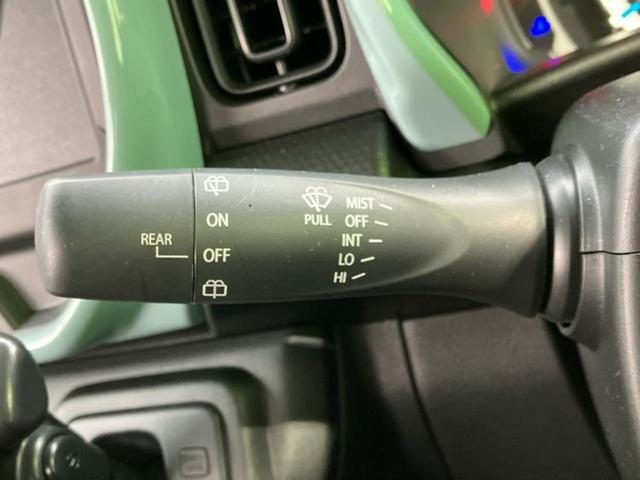 ON
REAR
OFF
PULL
MIST
OFF
INT
LO
HI